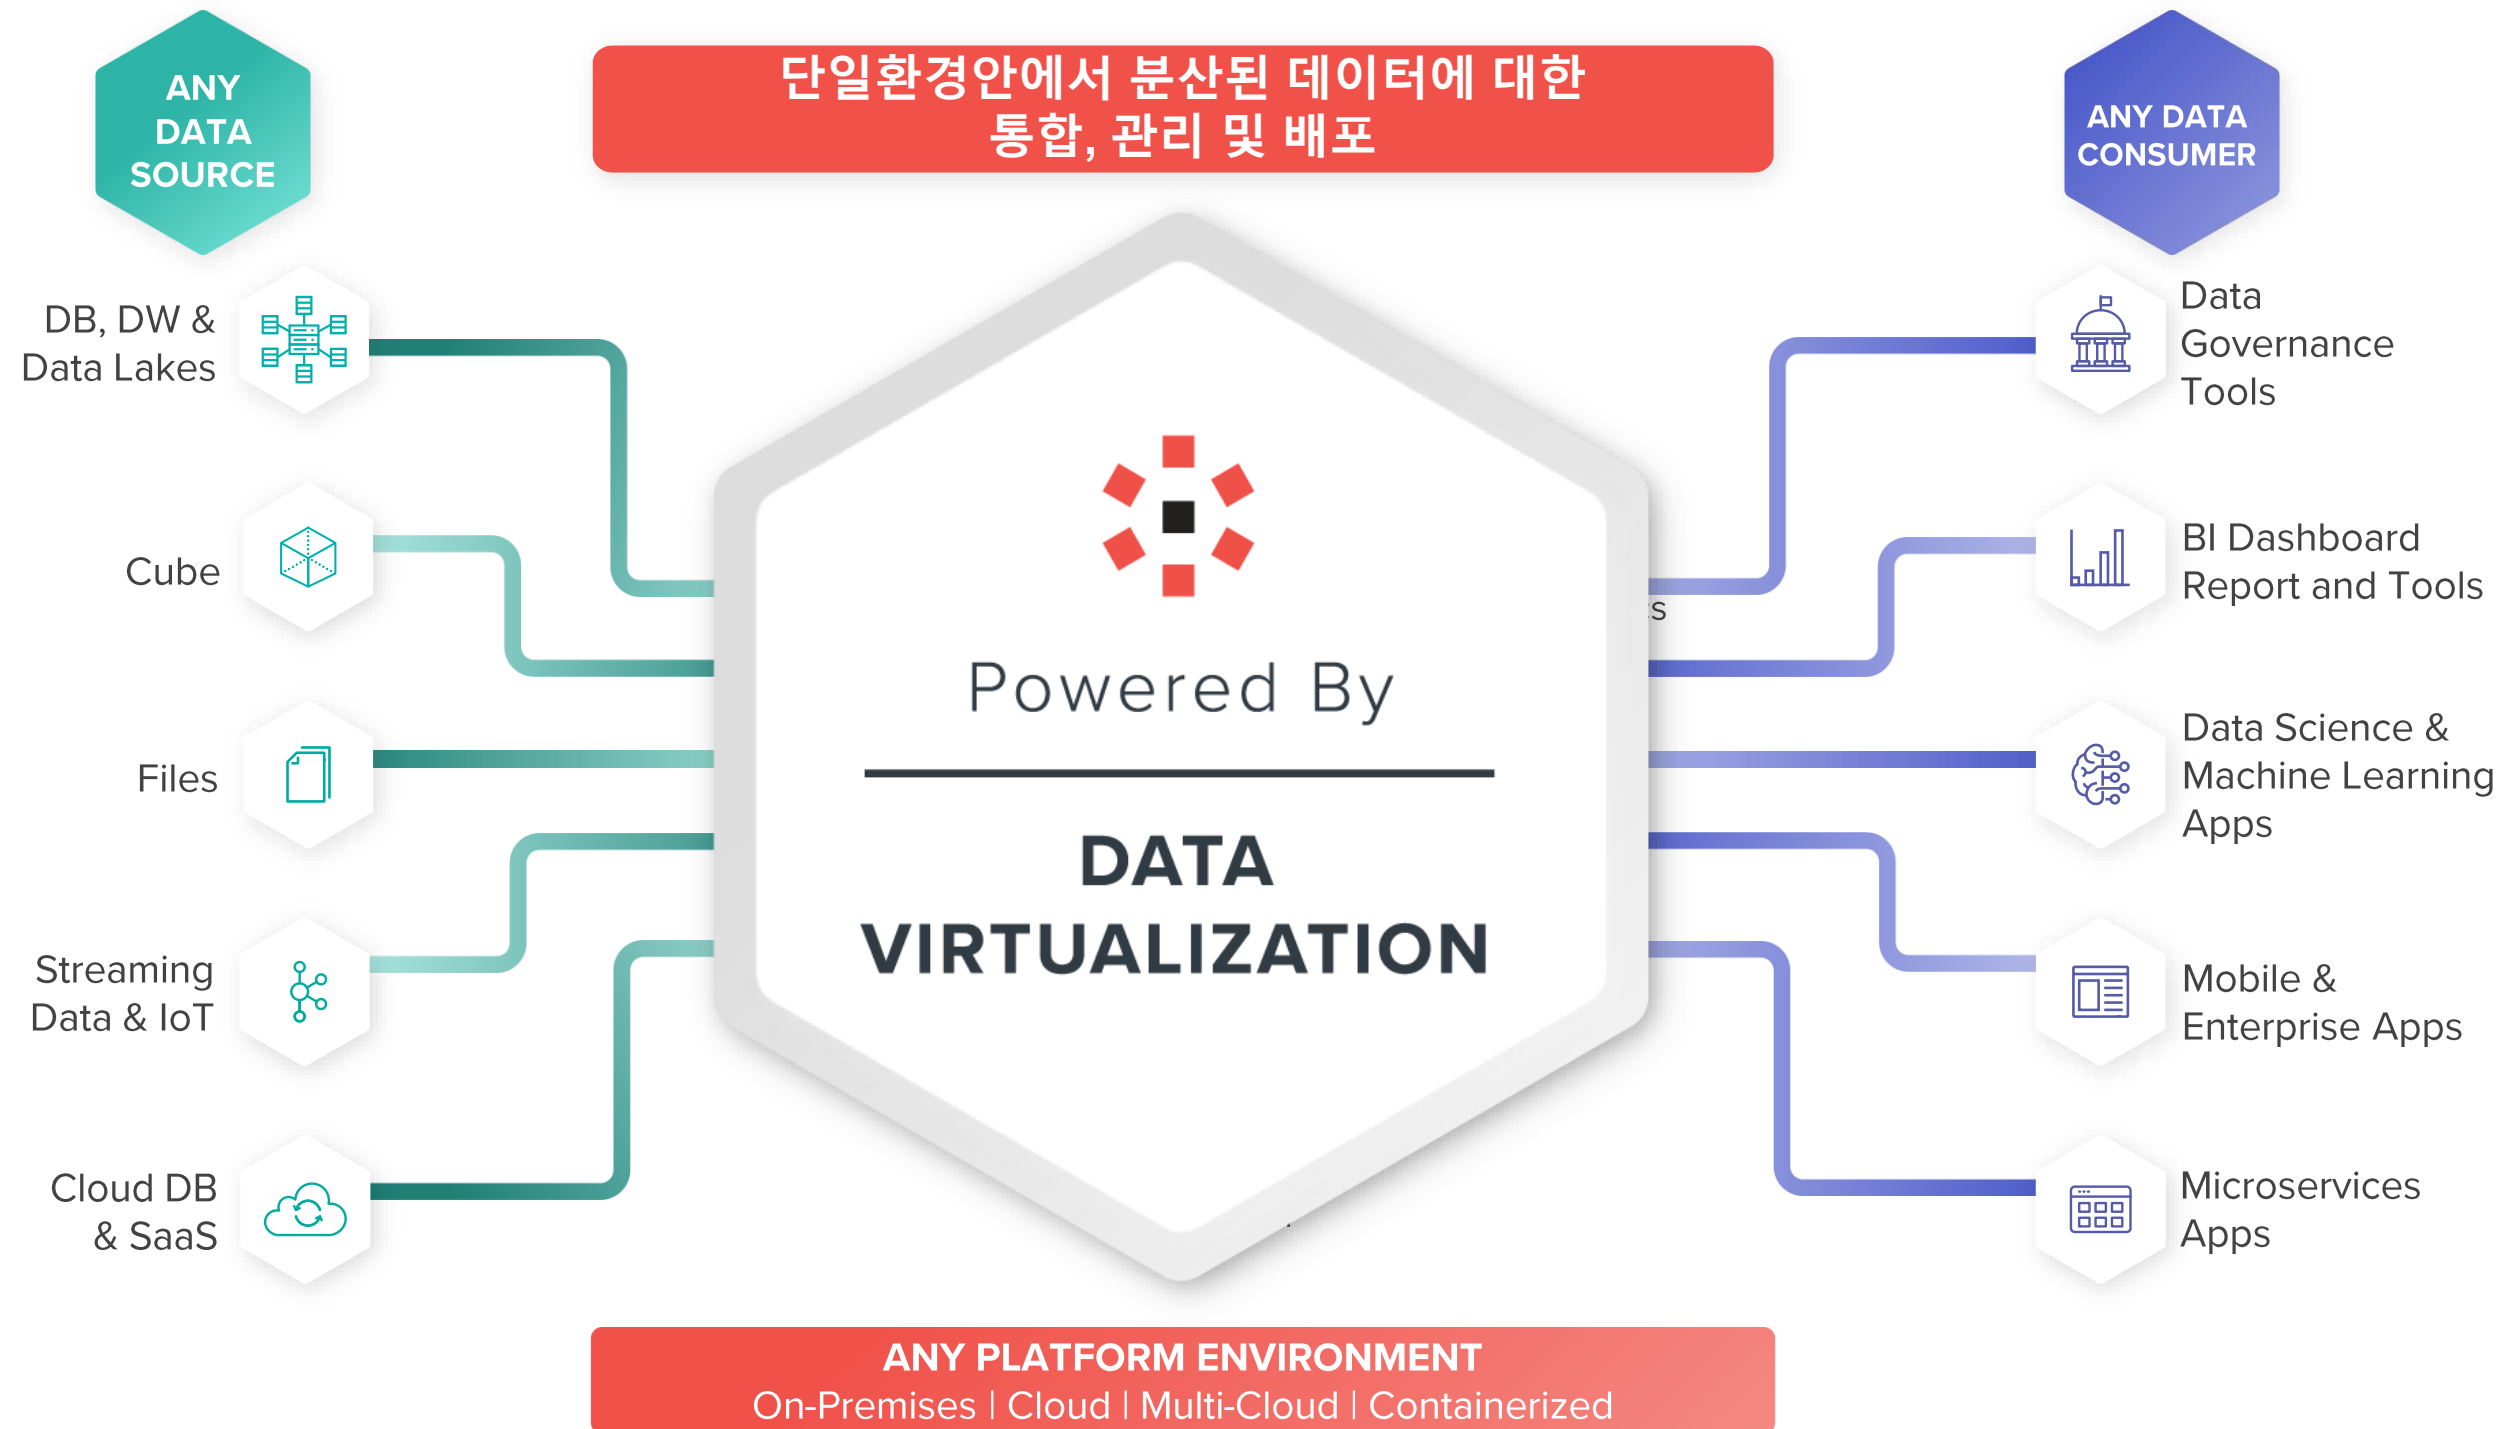 ANY
DATA
SOURCE
단일환경안에서 분산된 데이터에 대한
통합, 관리 및 배포
ANY DATA
CONSUMER
DB, DW &
Data Lakes
Cube
Files
Streaming
Data & IoT
Cloud DB
& SaaS
Powered By
DATA
VIRTUALIZATION
Data
Governance
Tools
BI Dashboard
Report and Tools
Data Science &
Machine Learning
Apps
Mobile &
Enterprise Apps
Microservices
Apps
ANY PLATFORM ENVIRONMENT
On-Premises | Cloud | Multi-Cloud | Containerized